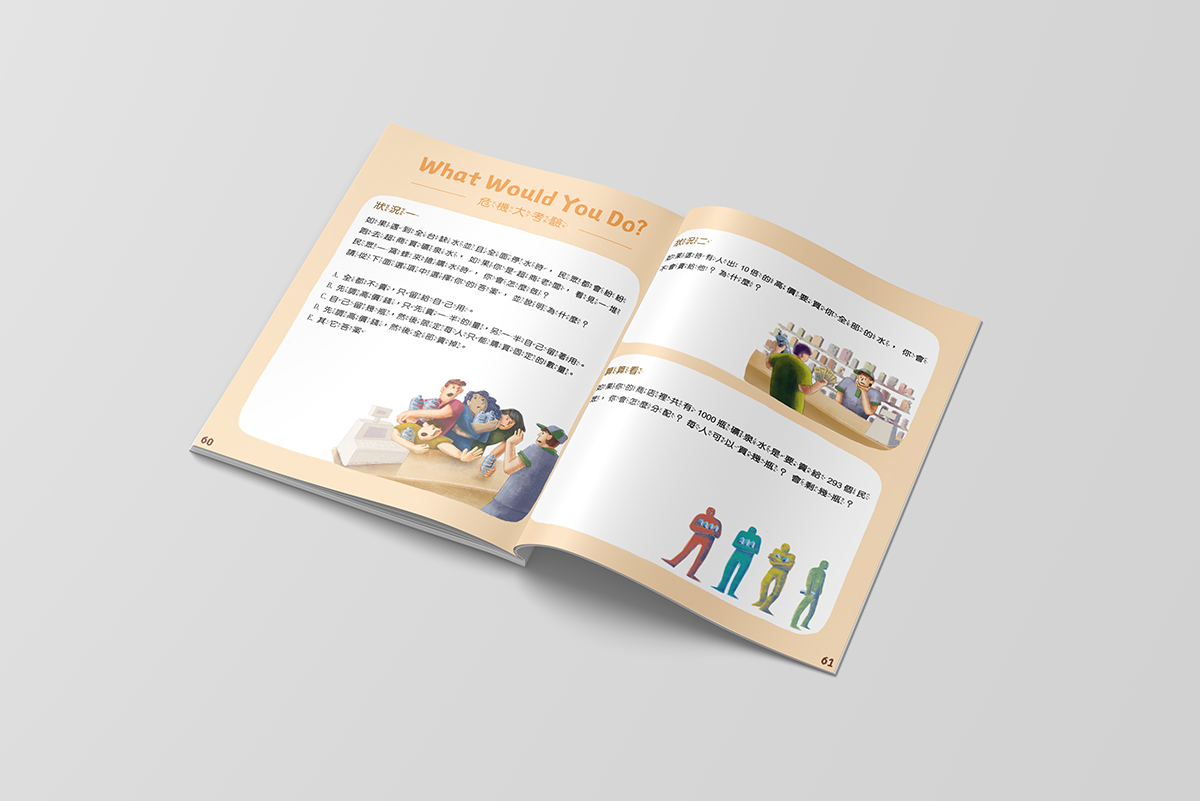 What Would You Do?
危機大考驗
狀況一
如果遇到全台缺水並且全面停水時，民眾都會紛紛
跑去超商買礦泉水，如果你是超商老闆，看見一堆
民眾一窩蜂來搶購水時，你會怎麼做？
請從下面選項中選擇你的答案，並說明為什麼？
A. 全都不賣，只留給自己用。
B. 先調高價錢，只先賣一半的量，另一半自己留著用。
C. 自己留幾瓶，然後限定每人只能購買固定的數量。
D. 先調高價錢，然後全部賣掉。
E. 其它答案
60
狀況二
如果這時有人出 10 倍的高價要買你全部的水，你會
不會賣給他？為什麼？
算算看
如果你的商店裡共有 1000 瓶礦泉水是要賣給 293 個民
眾，你會怎麼分配？每人可以買幾瓶？會剩幾瓶？
61